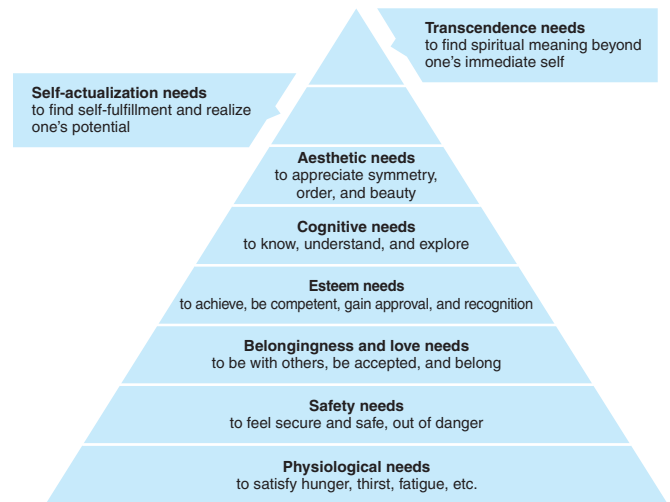 Transcendence needs
to find spiritual meaning beyond
one's immediate self
Self-actualization needs
to find self-fulfillment and realize
one's potential
Aesthetic needs
to appreciate symmetry,
order, and beauty
Cognitive needs
to know, understand, and explore
Esteem needs
to achieve, be competent, gain approval, and recognition
Belongingness and love needs
to be with others, be accepted, and belong
Safety needs
to feel secure and safe, out of danger
Physiological needs
to satisfy hunger, thirst, fatigue, etc.